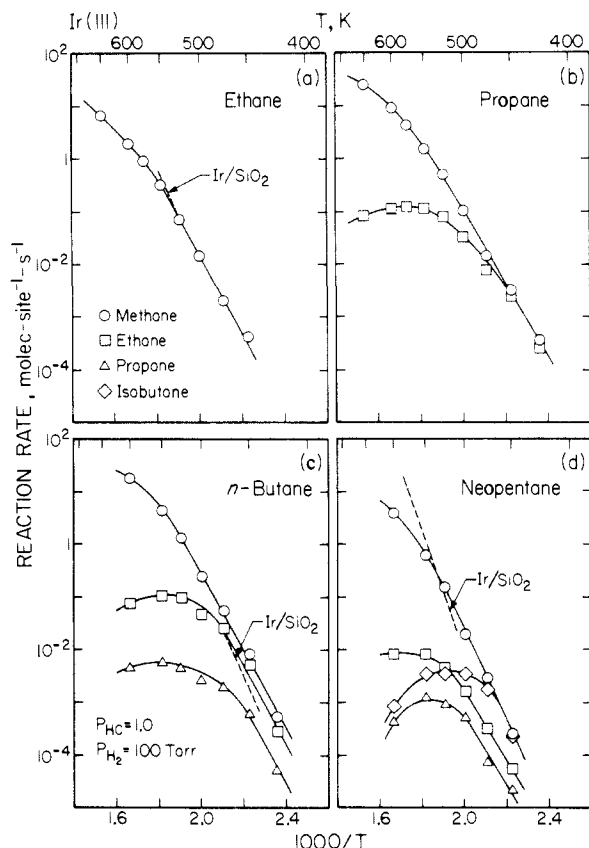 Ir(111) T, K
600 500 400 600 500 400
10²
(a)
Ethane
Ir/SiO₂
1
10⁻²
10⁻⁴
○ Methane
□ Ethane
△ Propane
◇ Isobutane
(b)
Propane
REACTION RATE, molec-site⁻¹-s⁻¹
10²
(c)
n-Butane
Ir/SiO₂
1
10⁻²
10⁻⁴
P_HC=1.0
P_H₂=100 Torr
(d)
Neopentane
Ir/SiO₂
1.6 2.0 2.4 1.6 2.0 2.4
1000/T